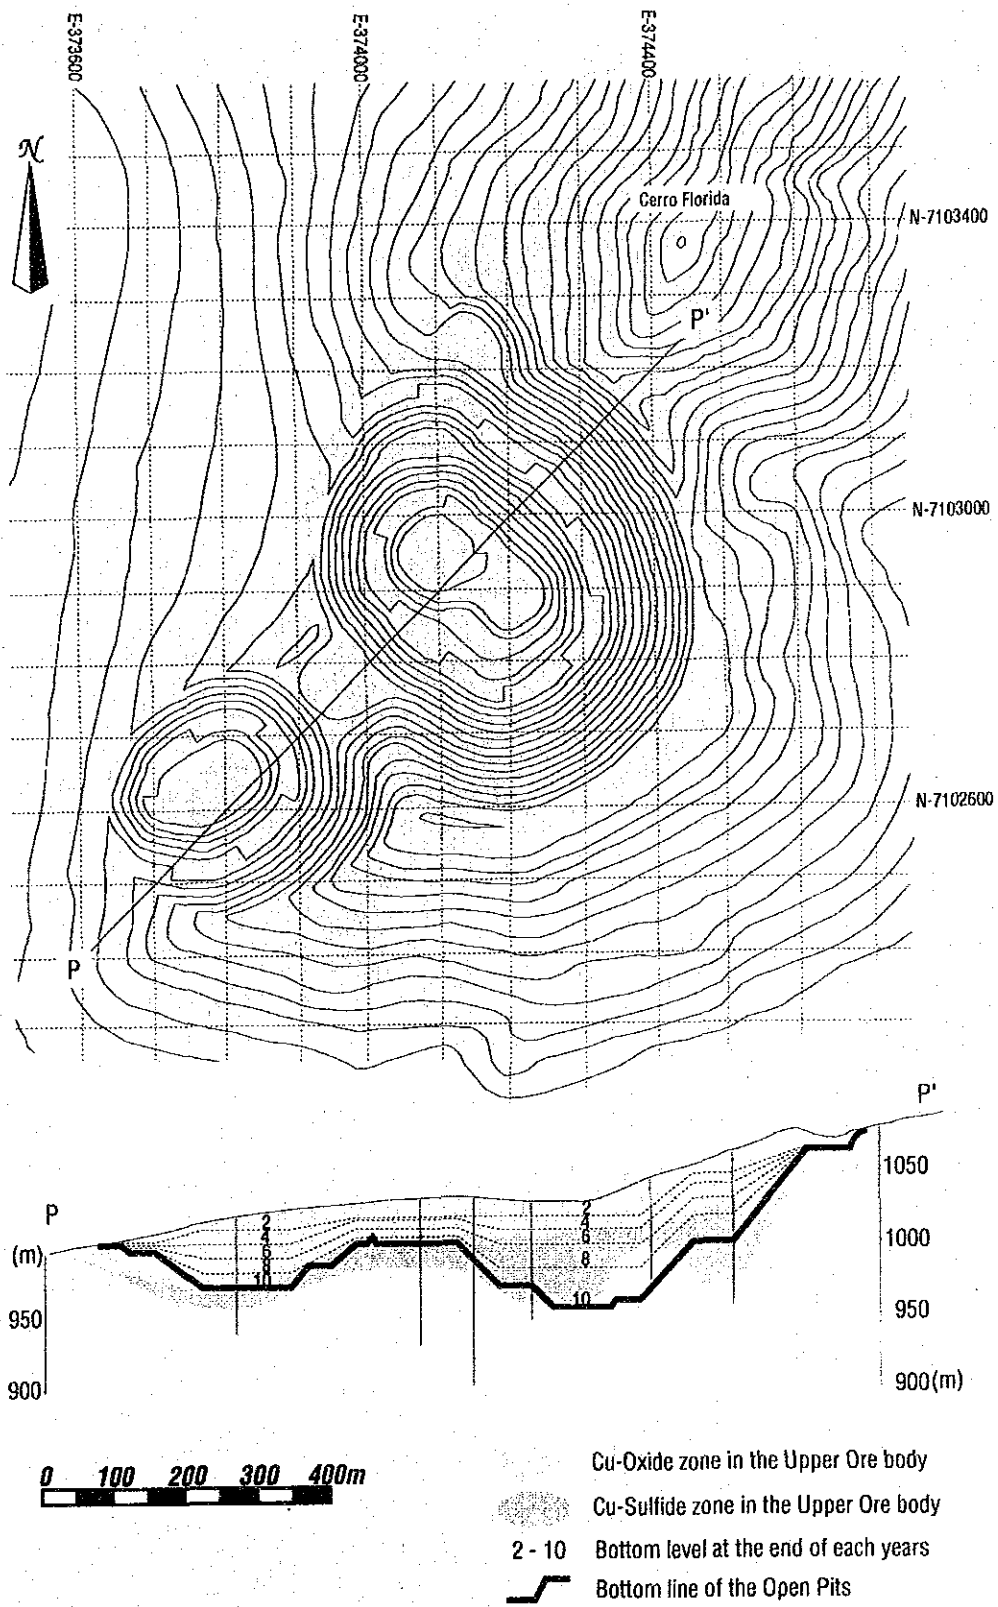 E-373600
E-374000
E-374400
N
Cerro Florida
N-7103400
P'
N-7103000
N-7102600
P
P'
1050
P
2
2
4
4
1000
(m)
6
6
8
8
10
10
950
950
900
900(m)
0 100 200 300 400m
Cu-Oxide zone in the Upper Ore body
Cu-Sulfide zone in the Upper Ore body
2 - 10 Bottom level at the end of each years
Bottom line of the Open Pits